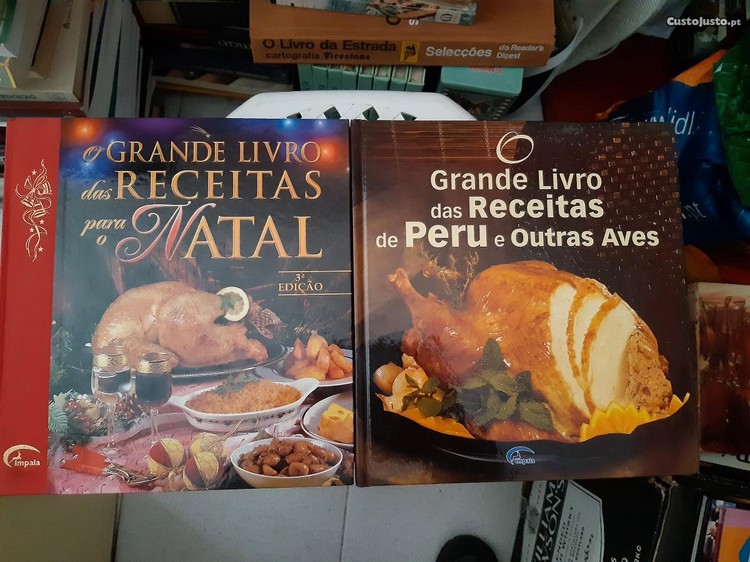 CustoJusto.pt
O Livro da Estrada
cartografia Firestone
Selecções do Reader's
Digest
O GRANDE LIVRO
das RECEITAS
para o NATAL
3ª
EDIÇÃO
Impala
O
Grande Livro
das Receitas
de Peru e Outras Aves
Impala